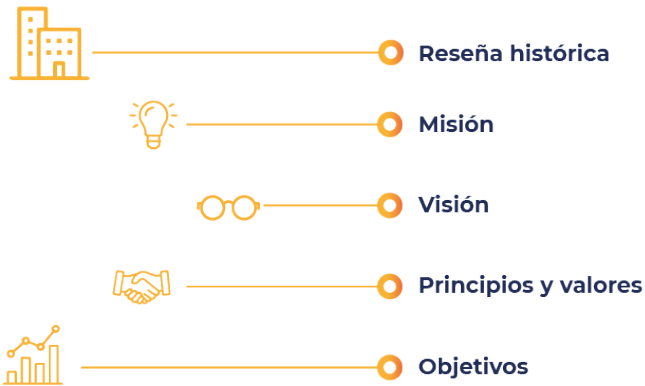 Reseña histórica
Misión
Visión
Principios y valores
Objetivos